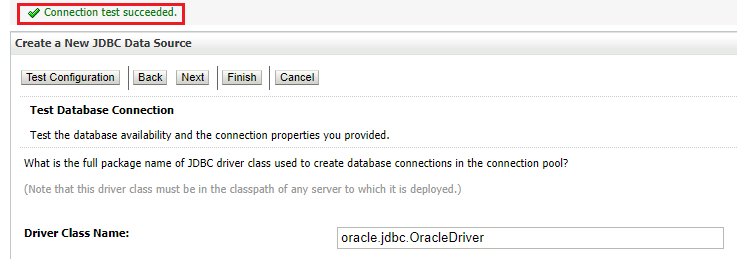 Connection test succeeded.
Create a New JDBC Data Source
Test Configuration Back Next Finish Cancel
Test Database Connection
Test the database availability and the connection properties you provided.
What is the full package name of JDBC driver class used to create database connections in the connection pool?
(Note that this driver class must be in the classpath of any server to which it is deployed.)
Driver Class Name: oracle.jdbc.OracleDriver